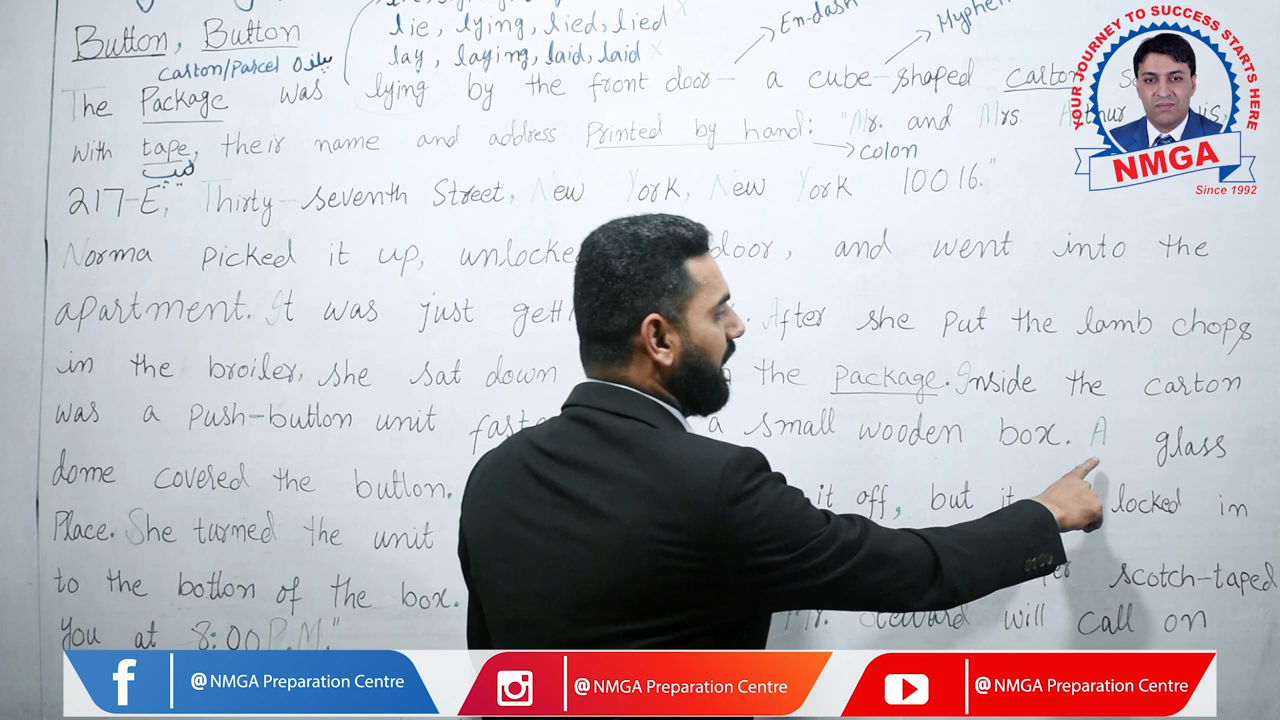 lie, lying, lied, lied
lay, laying, laid, laid x
En-dash
Hyphen
Button, Button
carton/parcel
The Package was lying by the front door – a cube-shaped carton
with tape, their name and address Printed by hand: "Mr. and Mrs.
colon
217-E, Thirty-seventh Street, New York, New York 10016."
Norma picked it up, door, and went into the
apartment. It was just After she put the lamb chops
in the broiler, she sat down the package. Inside the carton
was a Push-button unit a small wooden box. A glass
dome covered the button. it off, but locked in
Place. She turned the unit
to the botton of the box. scotch-taped
You at 8:00 P.M." Mr. Steward will call on
YOUR JOURNEY TO SUCCESS STARTS HERE
NMGA
Since 1992
@NMGA Preparation Centre
@NMGA Preparation Centre
@NMGA Preparation Centre